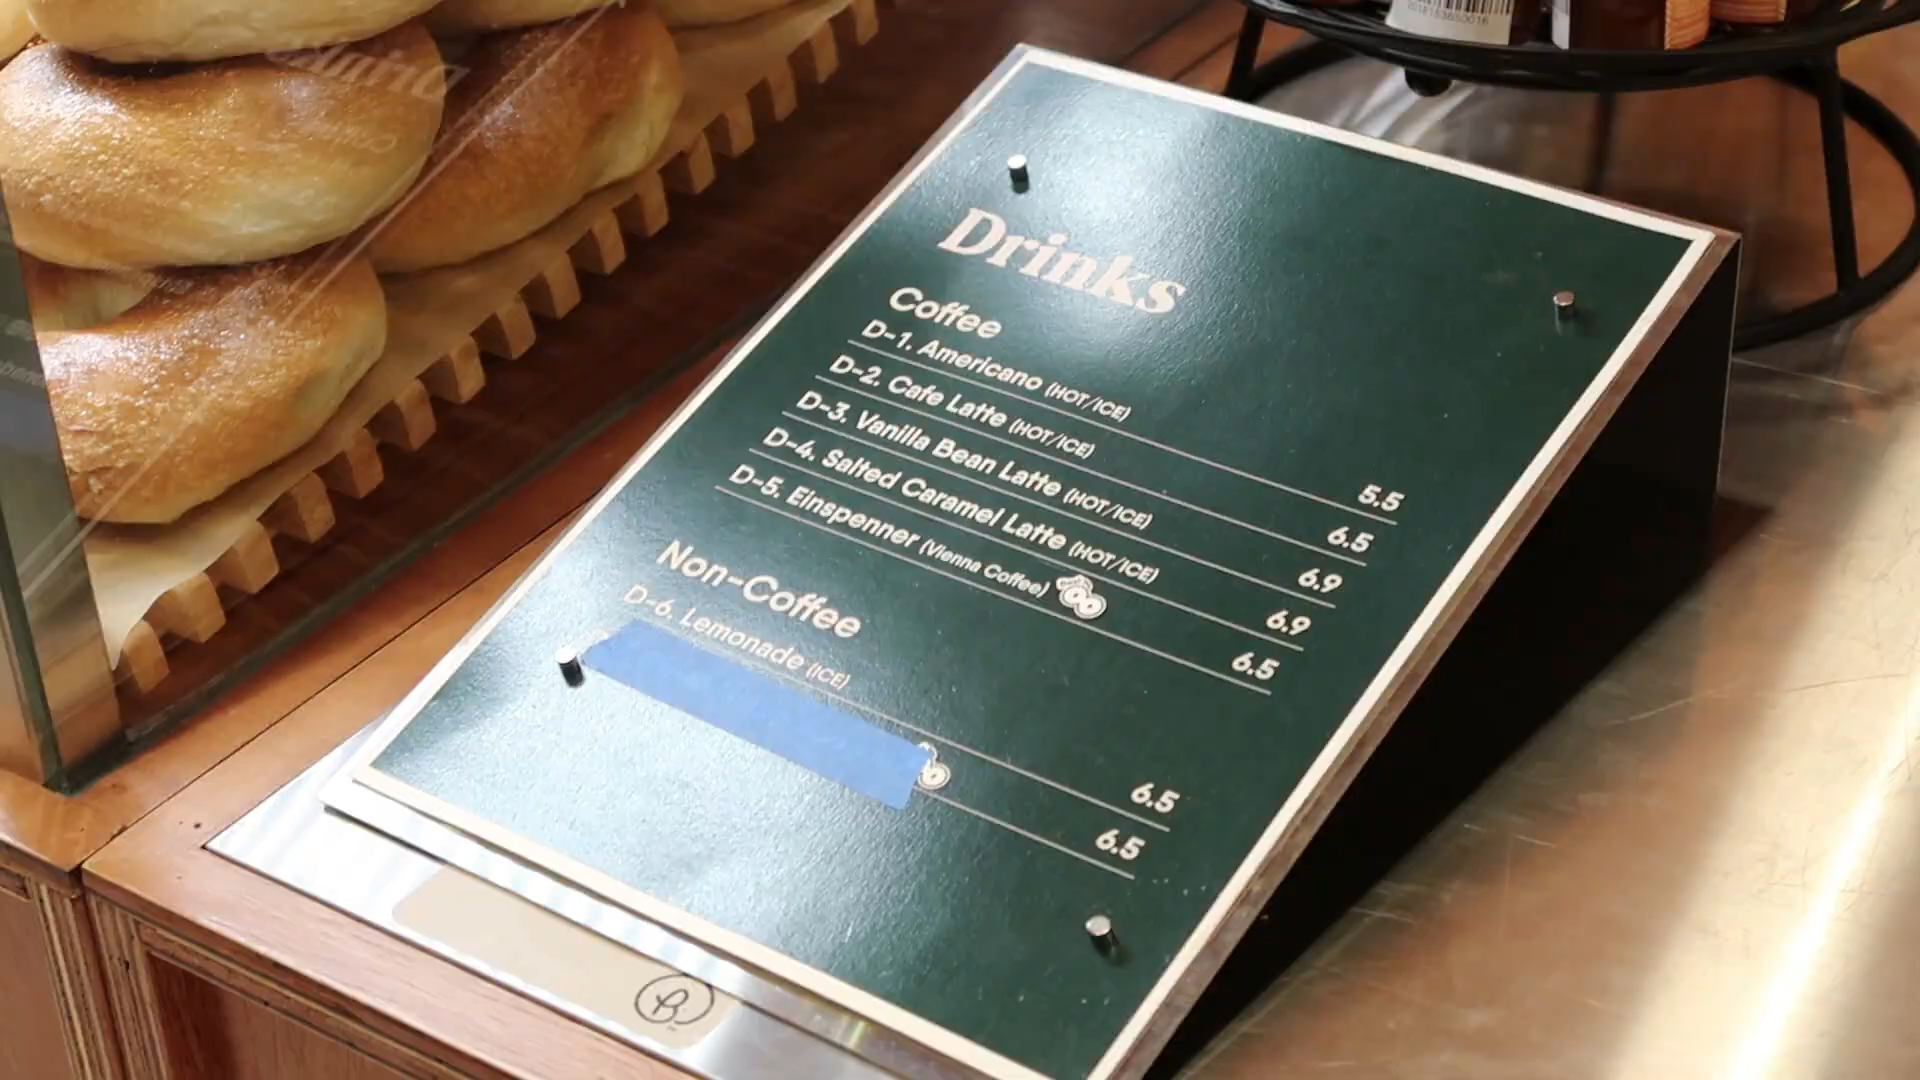 Drinks
Coffee
D-1. Americano (HOT/ICE) 5.5
D-2. Cafe Latte (HOT/ICE) 6.5
D-3. Vanilla Bean Latte (HOT/ICE) 6.9
D-4. Salted Caramel Latte (HOT/ICE) 6.9
D-5. Einspenner (Vienna Coffee) 6.5
Non-Coffee
D-6. Lemonade (ICE) 6.5
6.5
B